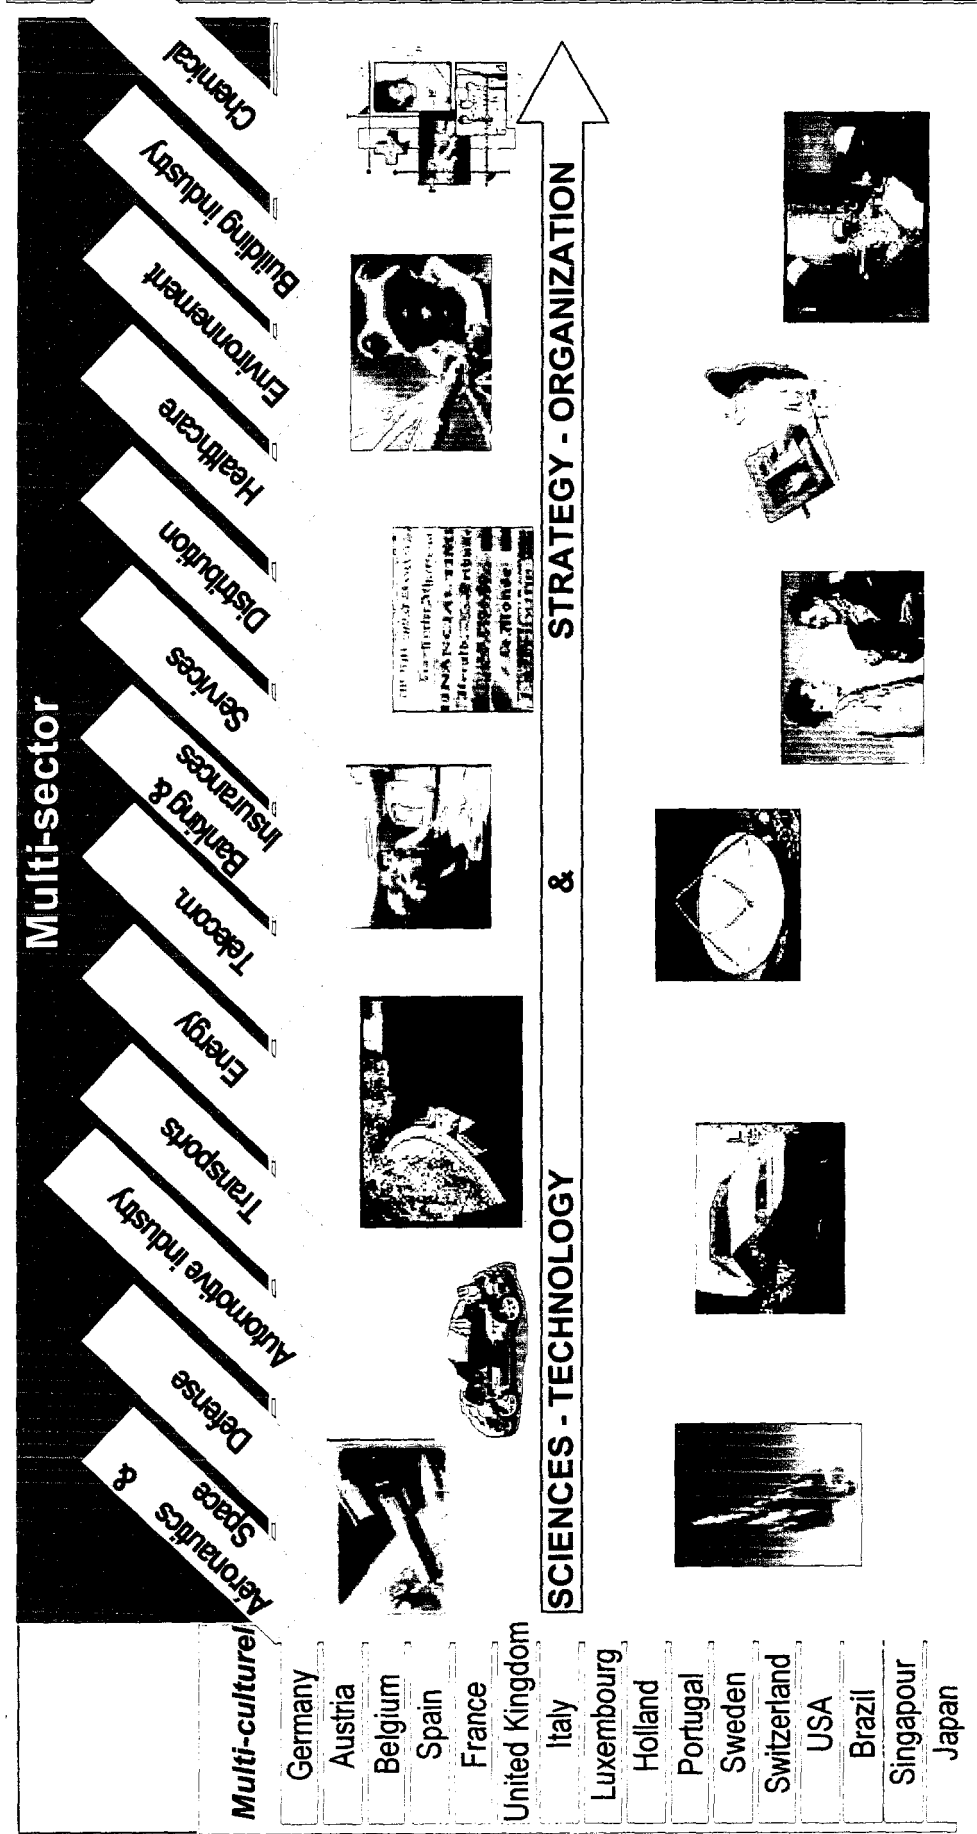 Multi-sector
Aéronautics &
Space
Defense
Automotive industry
Transports
Energy
Telecom.
Banking &
Insurances
Services
Distribution
Healthcare
Environnement
Building industry
Chemical
Multi-culturel
Germany
Austria
Belgium
Spain
France
United Kingdom
Italy
Luxembourg
Holland
Portugal
Sweden
Switzerland
USA
Brazil
Singapour
Japan
SCIENCES - TECHNOLOGY & STRATEGY - ORGANIZATION